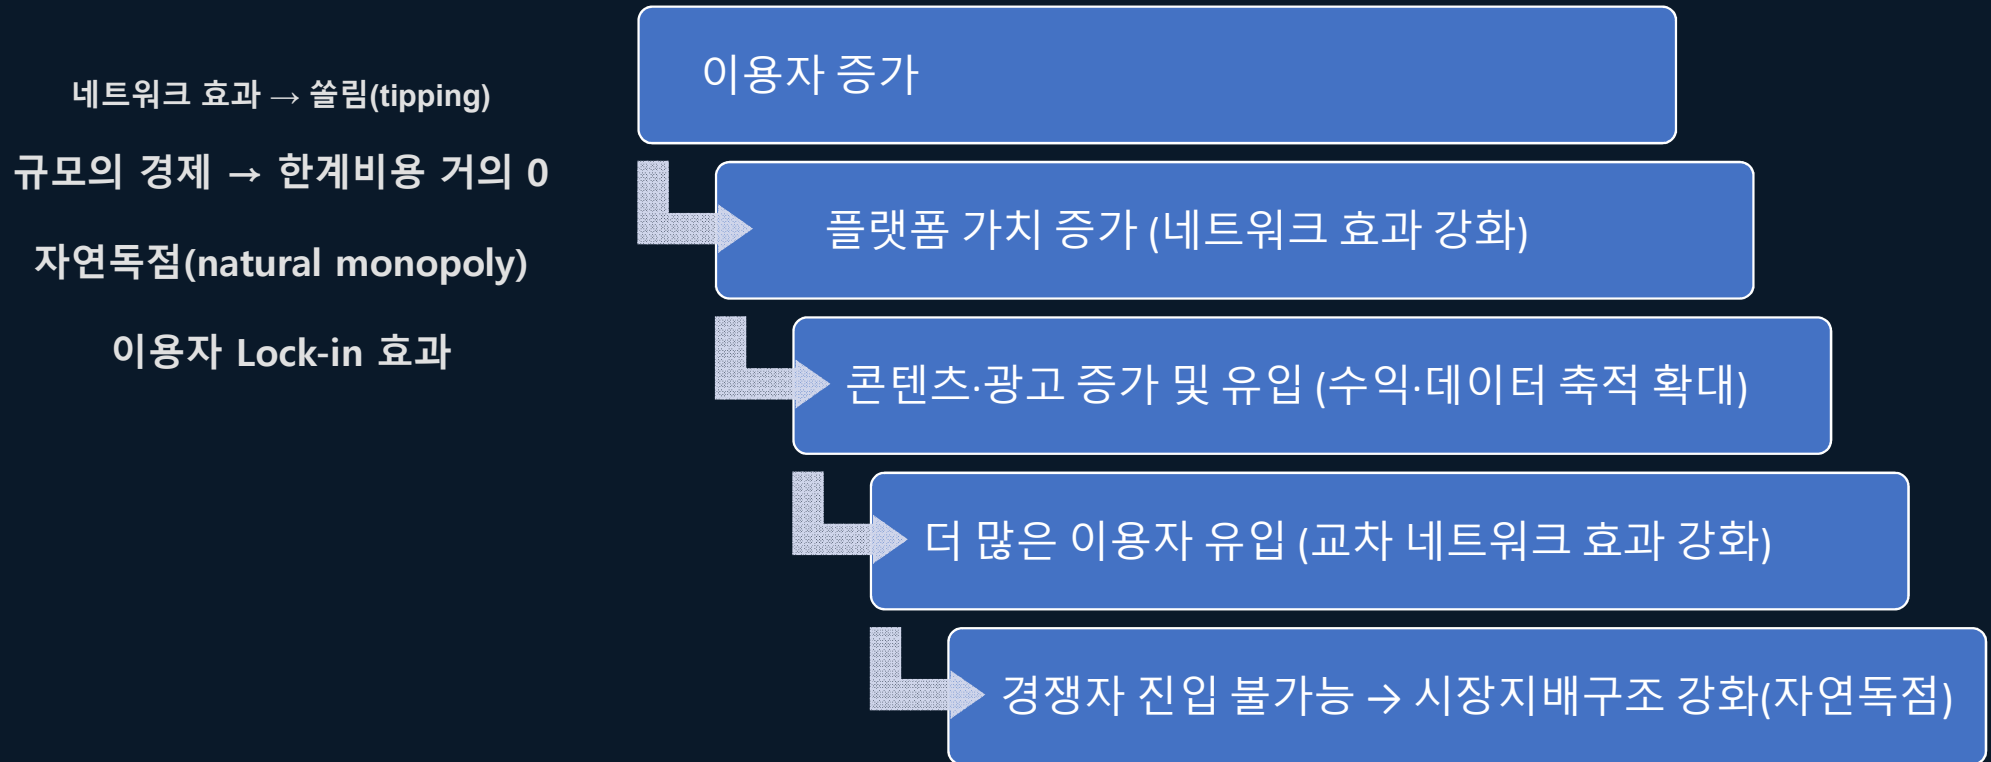 네트워크 효과 → 쏠림(tipping)
규모의 경제 → 한계비용 거의 0
자연독점(natural monopoly)
이용자 Lock-in 효과
이용자 증가
플랫폼 가치 증가 (네트워크 효과 강화)
콘텐츠·광고 증가 및 유입 (수익·데이터 축적 확대)
더 많은 이용자 유입 (교차 네트워크 효과 강화)
경쟁자 진입 불가능 → 시장지배구조 강화(자연독점)